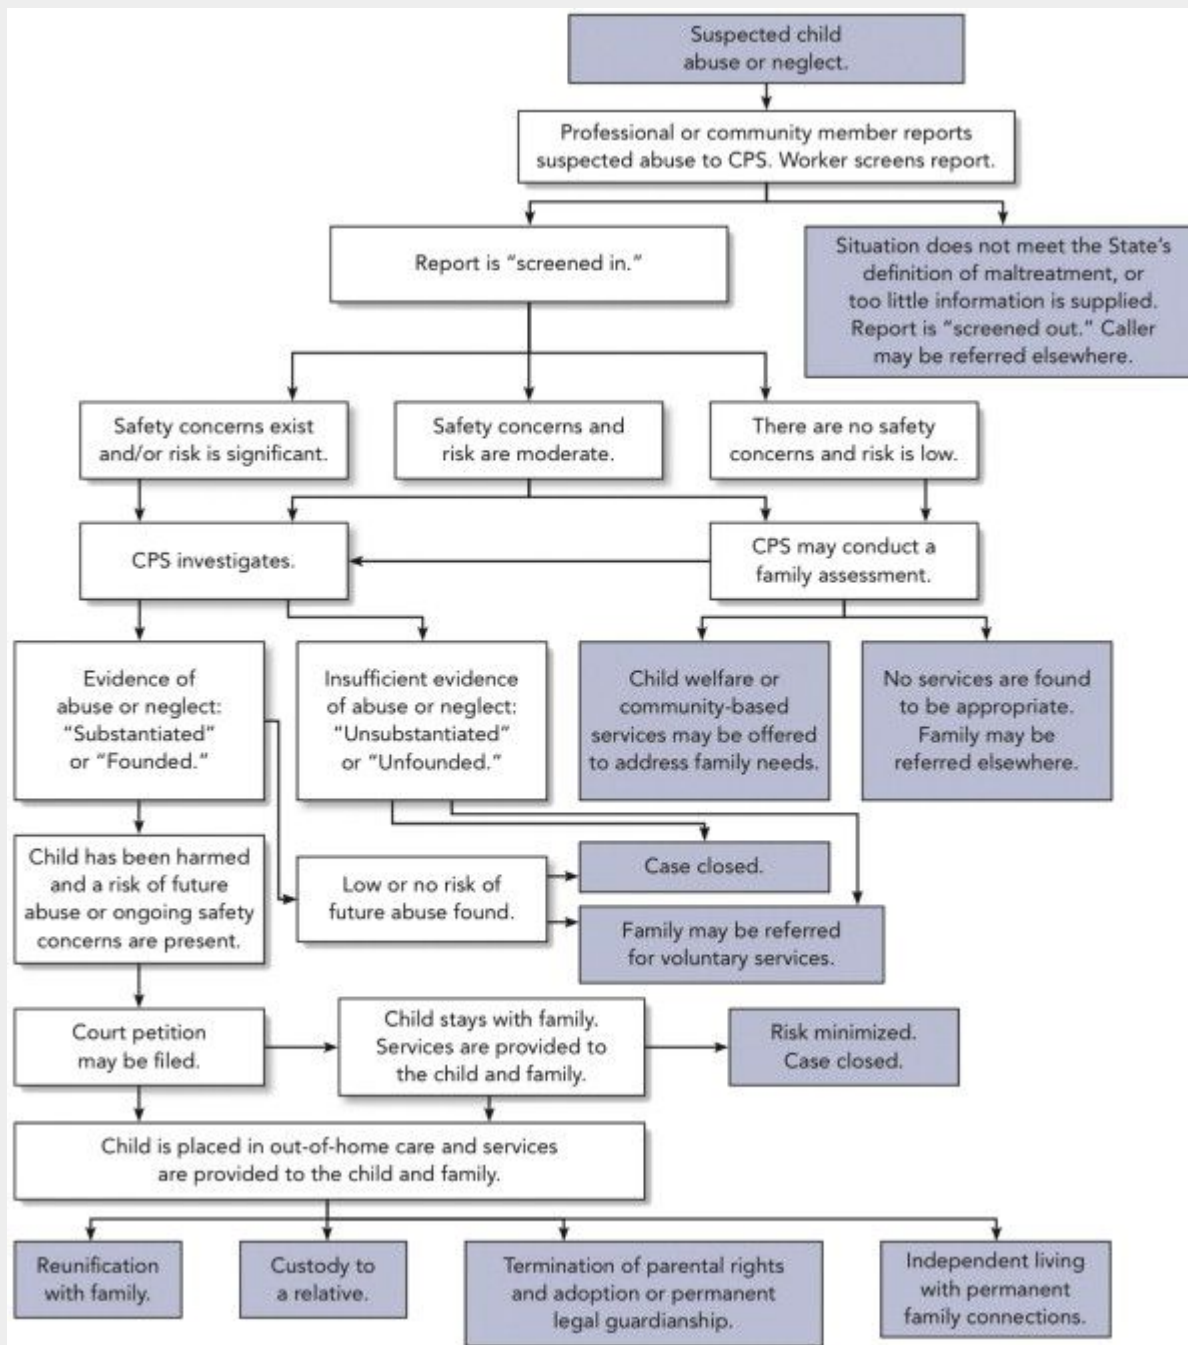 Suspected child
abuse or neglect.
Professional or community member reports
suspected abuse to CPS. Worker screens report.
Report is “screened in.”
Situation does not meet the State’s
definition of maltreatment, or
too little information is supplied.
Report is “screened out.” Caller
may be referred elsewhere.
Safety concerns exist
and/or risk is significant.
Safety concerns and
risk are moderate.
There are no safety
concerns and risk is low.
CPS investigates.
CPS may conduct a
family assessment.
Evidence of
abuse or neglect:
“Substantiated”
or “Founded.”
Insufficient evidence
of abuse or neglect:
“Unsubstantiated”
or “Unfounded.”
Child welfare or
community-based
services may be offered
to address family needs.
No services are found
to be appropriate.
Family may be
referred elsewhere.
Child has been harmed
and a risk of future
abuse or ongoing safety
concerns are present.
Low or no risk of
future abuse found.
Case closed.
Family may be referred
for voluntary services.
Court petition
may be filed.
Child stays with family.
Services are provided to
the child and family.
Risk minimized.
Case closed.
Child is placed in out-of-home care and services
are provided to the child and family.
Reunification
with family.
Custody to
a relative.
Termination of parental rights
and adoption or permanent
legal guardianship.
Independent living
with permanent
family connections.